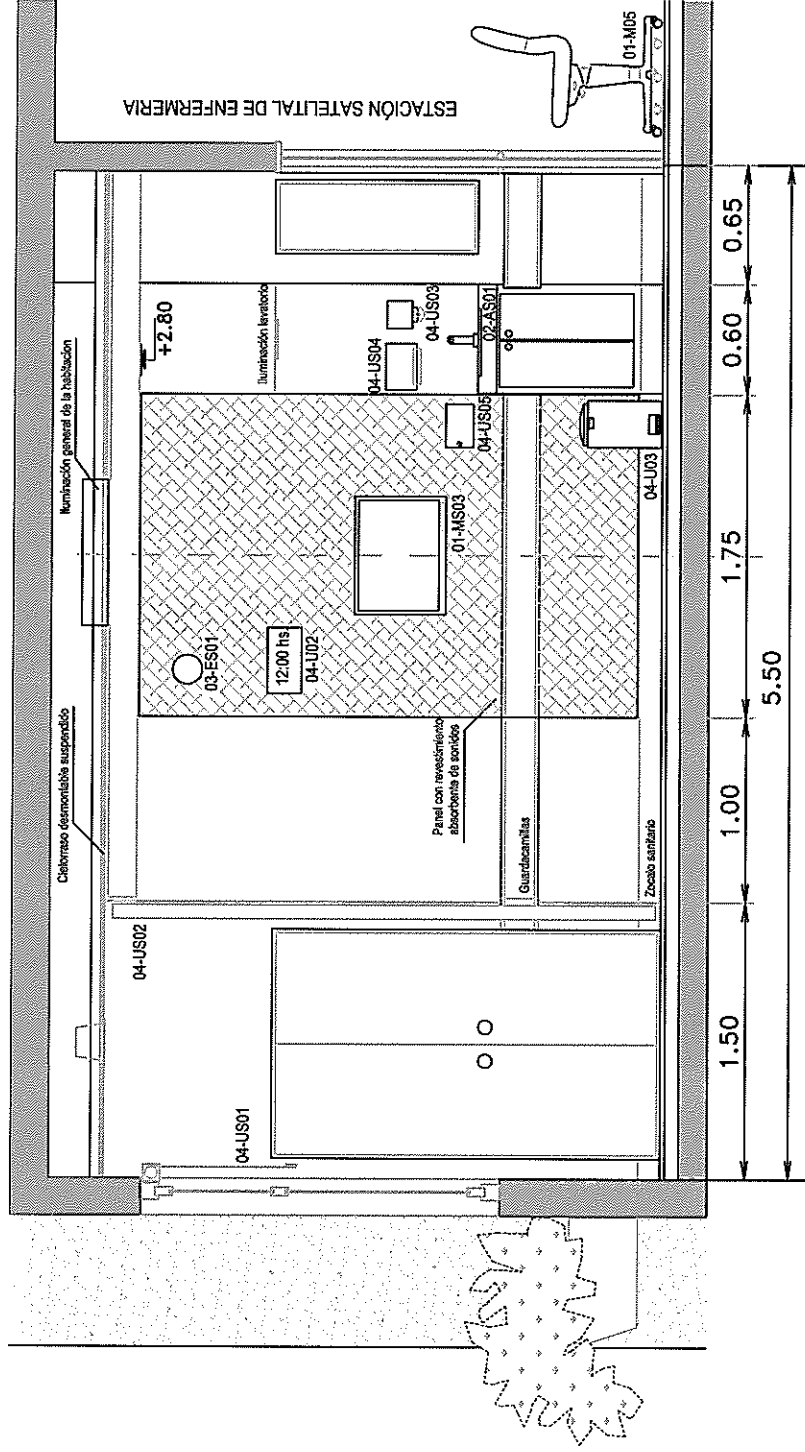 ESTACIÓN SATELITAL DE ENFERMERIA
Iluminación general de la habitacion
Cielorraso desmontable suspendido
+2.80
Iluminación lavatorio
04-US02
04-US01
03-ES01
12:00 hs.
04-U02
01-MS03
04-US04
04-US03
04-US05
02-AS01
04-U03
01-M05
Panel con revestimiento
absorbente de sonidos
Guardacamillas
Zocalo sanitario
1.50
1.00
1.75
0.60
0.65
5.50